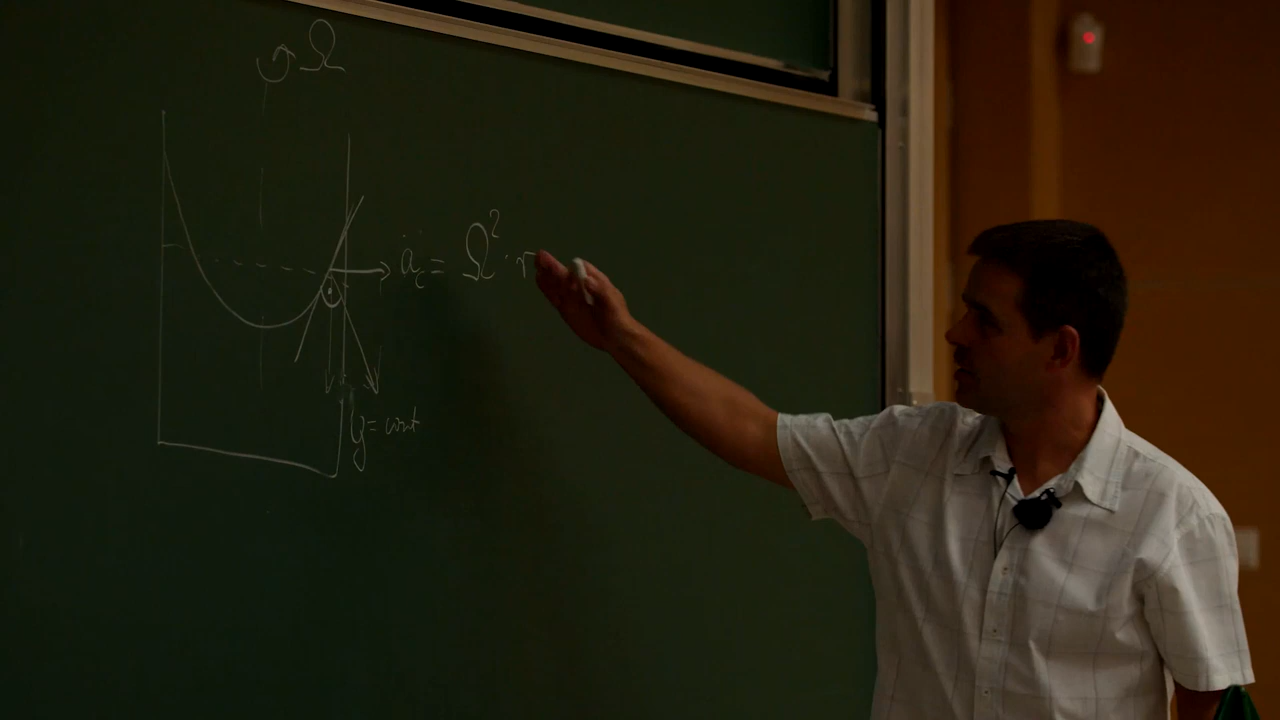 Ω
a_c = Ω² · r
g = const